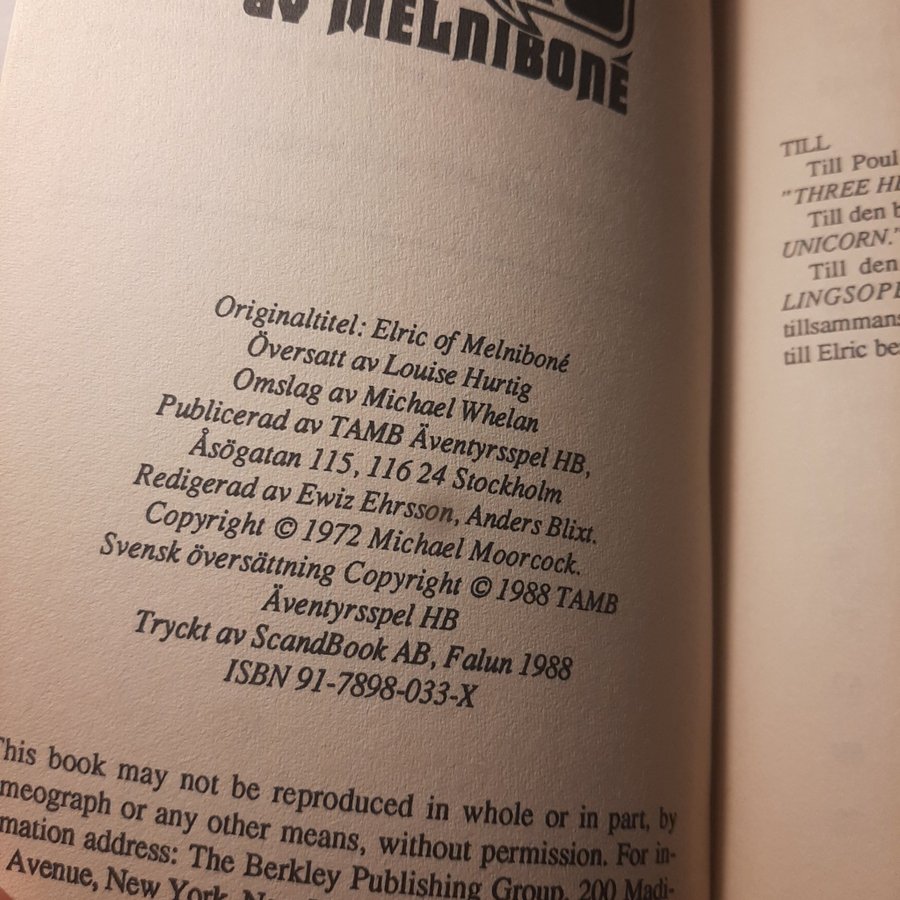 av MELNIBONÉ
Originaltitel: Elric of Melniboné
Översatt av Louise Hurtig
Omslag av Michael Whelan
Publicerad av TAMB Äventyrsspel HB,
Åsögatan 115, 116 24 Stockholm
Redigerad av Ewiz Ehrsson, Anders Blixt.
Copyright © 1972 Michael Moorcock.
Svensk översättning Copyright © 1988 TAMB
Äventyrsspel HB
Tryckt av ScandBook AB, Falun 1988
ISBN 91-7898-033-X
This book may not be reproduced in whole or in part, by
meograph or any other means, without permission. For in-
mation address: The Berkley Publishing Group, 200 Madi-
Avenue, New York,
TILL
Till Poul
"THREE
Till den
UNICORN."
Till den
LINGSOPE
tillsammans
till Elric